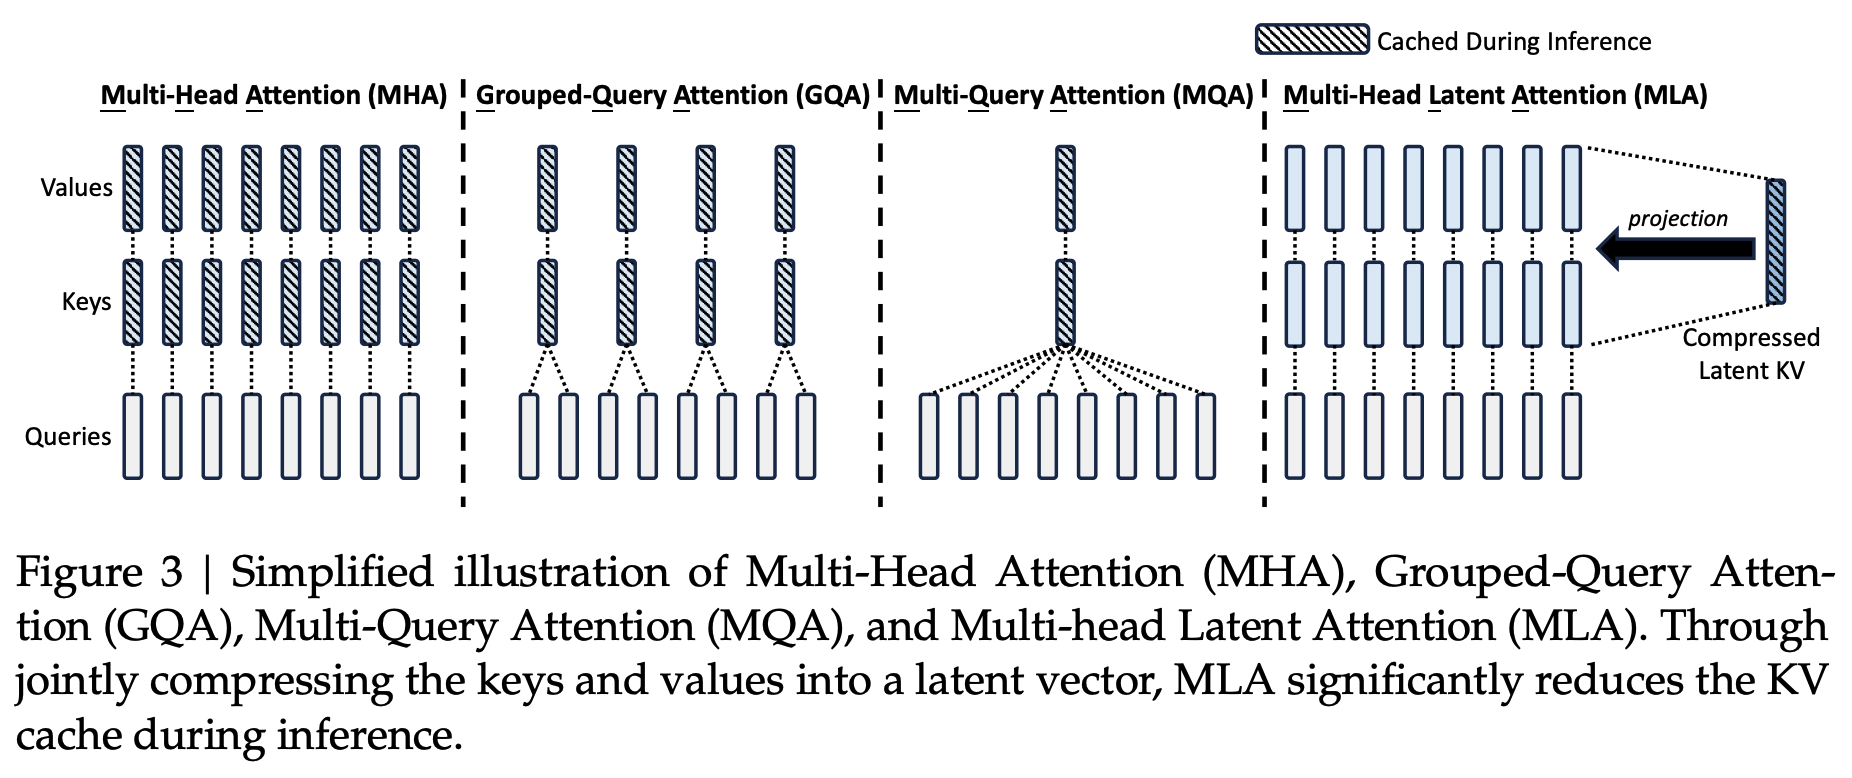 Cached During Inference
Multi-Head Attention (MHA)
Grouped-Query Attention (GQA)
Multi-Query Attention (MQA)
Multi-Head Latent Attention (MLA)
Values
Keys
Queries
projection
Compressed
Latent KV
Figure 3 | Simplified illustration of Multi-Head Attention (MHA), Grouped-Query Atten-
tion (GQA), Multi-Query Attention (MQA), and Multi-head Latent Attention (MLA). Through
jointly compressing the keys and values into a latent vector, MLA significantly reduces the KV
cache during inference.